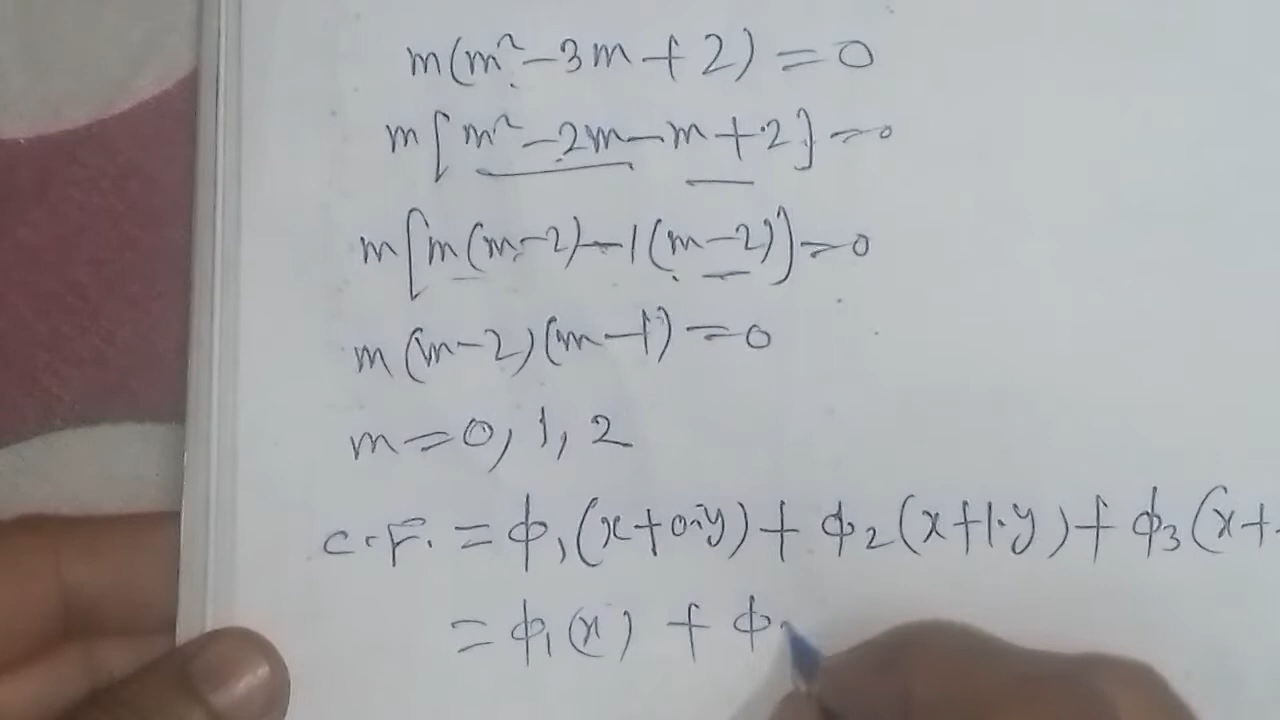 m(m²-3m+2)=0
m[m²-2m-m+2]=0
m[m(m-2)-1(m-2)]=0
m(m-2)(m-1)=0
m=0, 1, 2
C.F. = ϕ₁(x+0.y)+ϕ₂(x+1.y)+ϕ₃(x+
= ϕ₁(x) + ϕ